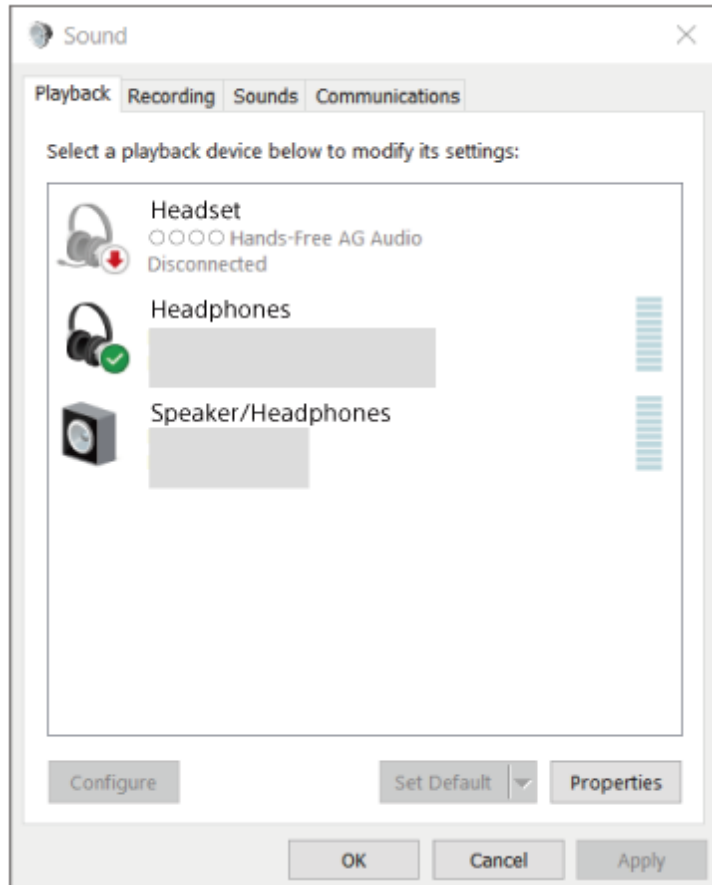 Sound
Playback Recording Sounds Communications
Select a playback device below to modify its settings:
Headset
○○○○ Hands-Free AG Audio
Disconnected
Headphones
Speaker/Headphones
Configure Set Default Properties
OK Cancel Apply